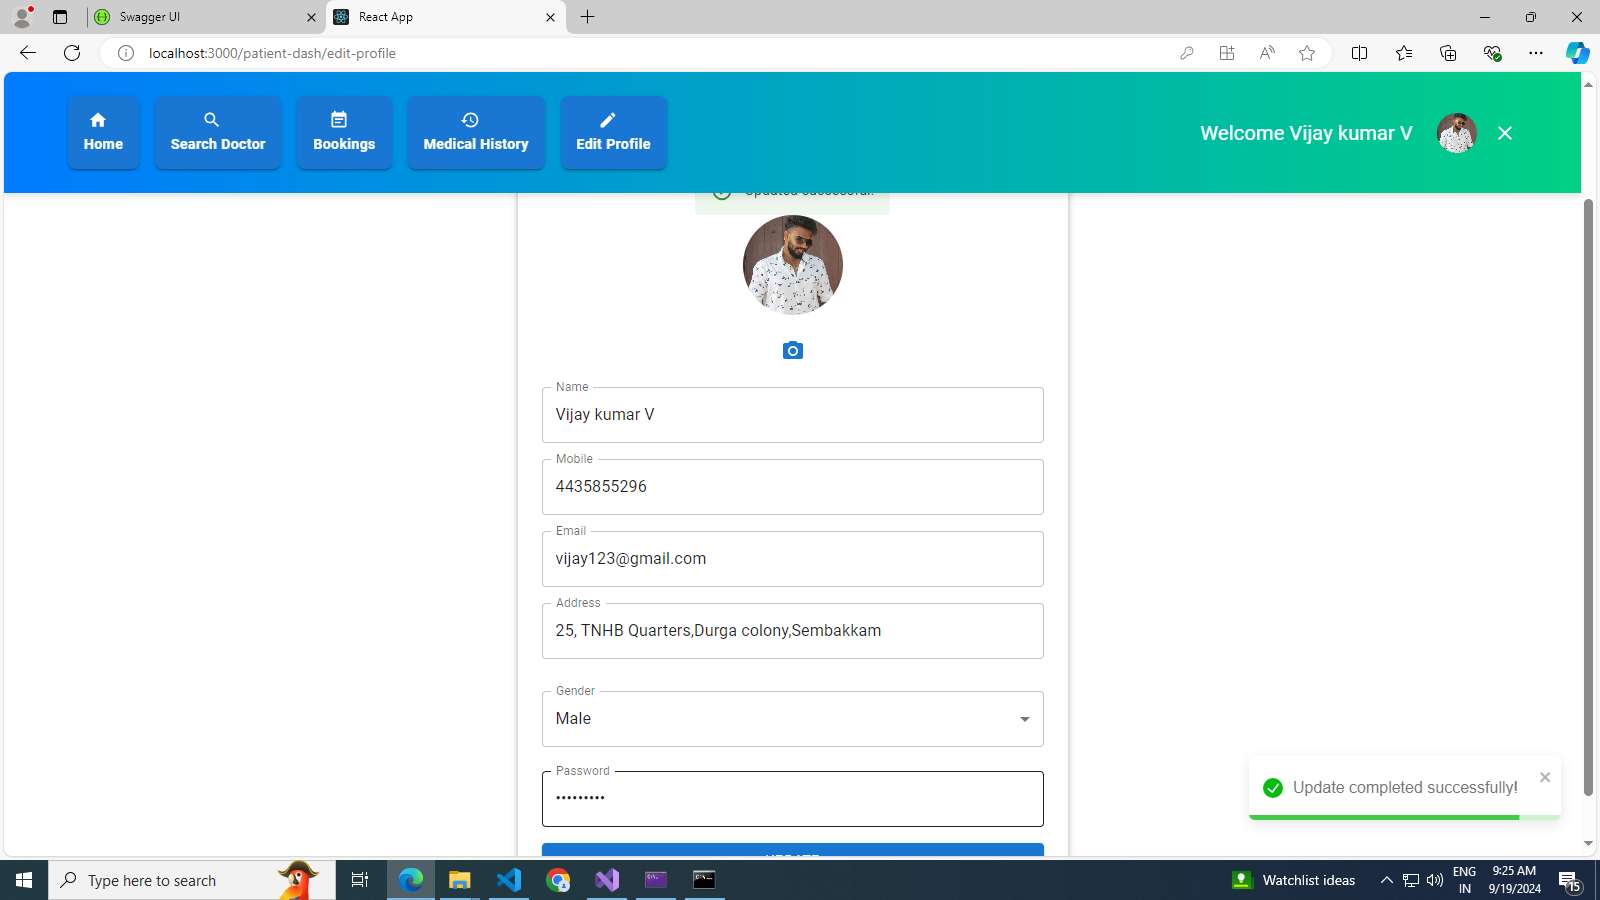 Swagger UI
React App
localhost:3000/patient-dash/edit-profile
Home
Search Doctor
Bookings
Medical History
Edit Profile
Welcome Vijay kumar V
Name
Vijay kumar V
Mobile
4435855296
Email
vijay123@gmail.com
Address
25, TNHB Quarters,Durga colony,Sembakkam
Gender
Male
Password
•••••••••
Update completed successfully!
Type here to search
Watchlist ideas
ENG
IN
9:25 AM
9/19/2024
15